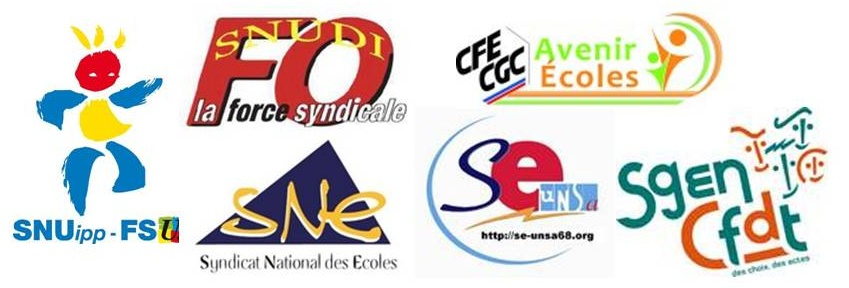 SNUipp - FSU
SNUDI
FO
la force syndicale
CFE
CGC
Avenir
Écoles
SNE
Syndicat National des Ecoles
SE
UNSa
http://se-unsa68.org
Sgen
Cfdt
des choix, des actes